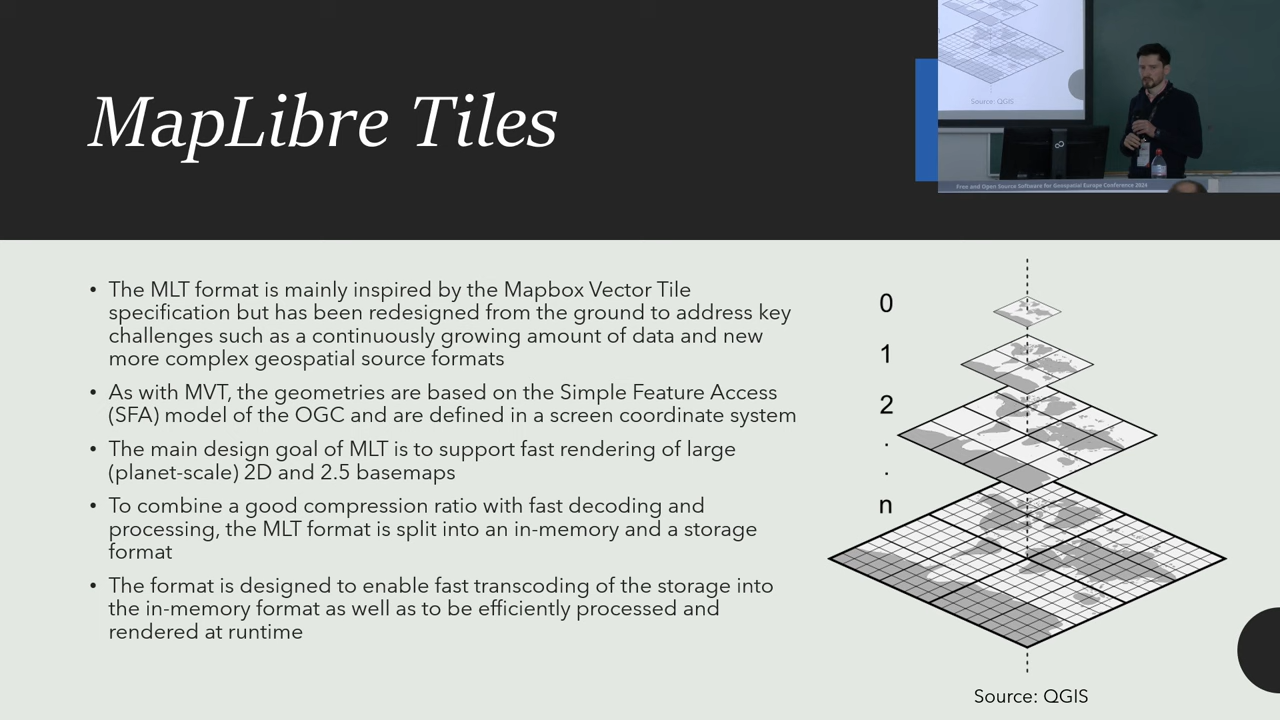 MapLibre Tiles
Source: QGIS
Free and Open Source Software for Geospatial Europe Conference 2024
• The MLT format is mainly inspired by the Mapbox Vector Tile
specification but has been redesigned from the ground to address key
challenges such as a continuously growing amount of data and new
more complex geospatial source formats
• As with MVT, the geometries are based on the Simple Feature Access
(SFA) model of the OGC and are defined in a screen coordinate system
• The main design goal of MLT is to support fast rendering of large
(planet-scale) 2D and 2.5 basemaps
• To combine a good compression ratio with fast decoding and
processing, the MLT format is split into an in-memory and a storage
format
• The format is designed to enable fast transcoding of the storage into
the in-memory format as well as to be efficiently processed and
rendered at runtime
0
1
2
.
.
n
Source: QGIS